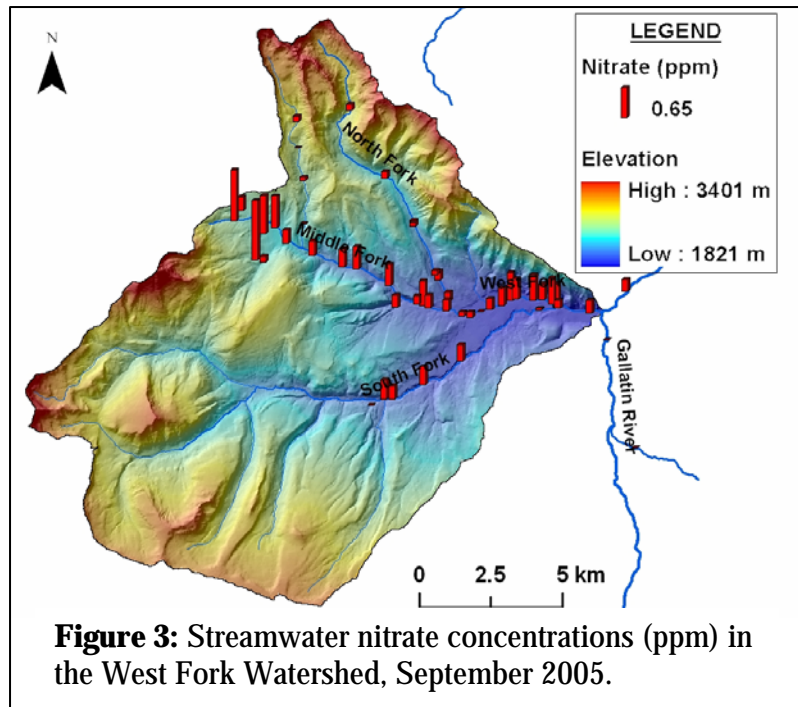 N
LEGEND
Nitrate (ppm)
0.65
Elevation
High : 3401 m
Low : 1821 m
North Fork
Middle Fork
West Fork
South Fork
Gallatin River
0 2.5 5 km
Figure 3: Streamwater nitrate concentrations (ppm) in
the West Fork Watershed, September 2005.